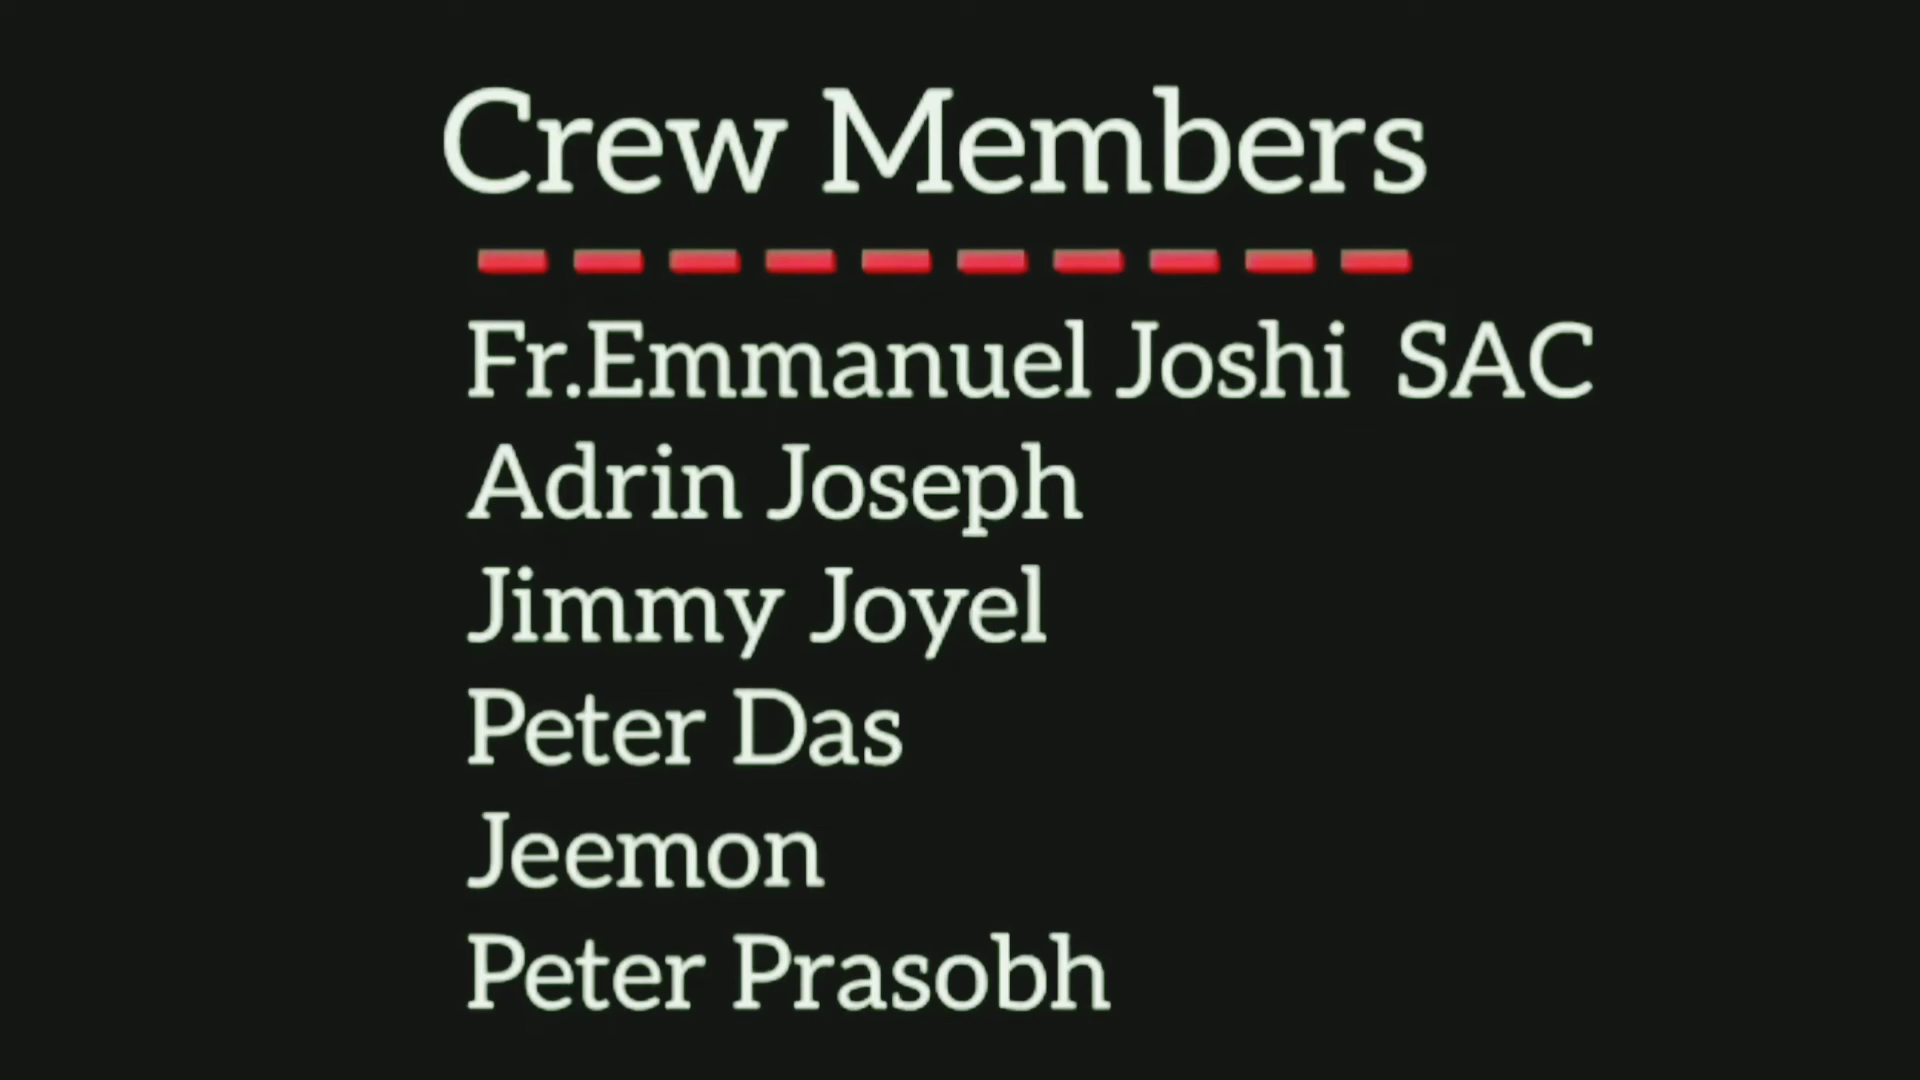 Crew Members
Fr.Emmanuel Joshi SAC
Adrin Joseph
Jimmy Joyel
Peter Das
Jeemon
Peter Prasobh